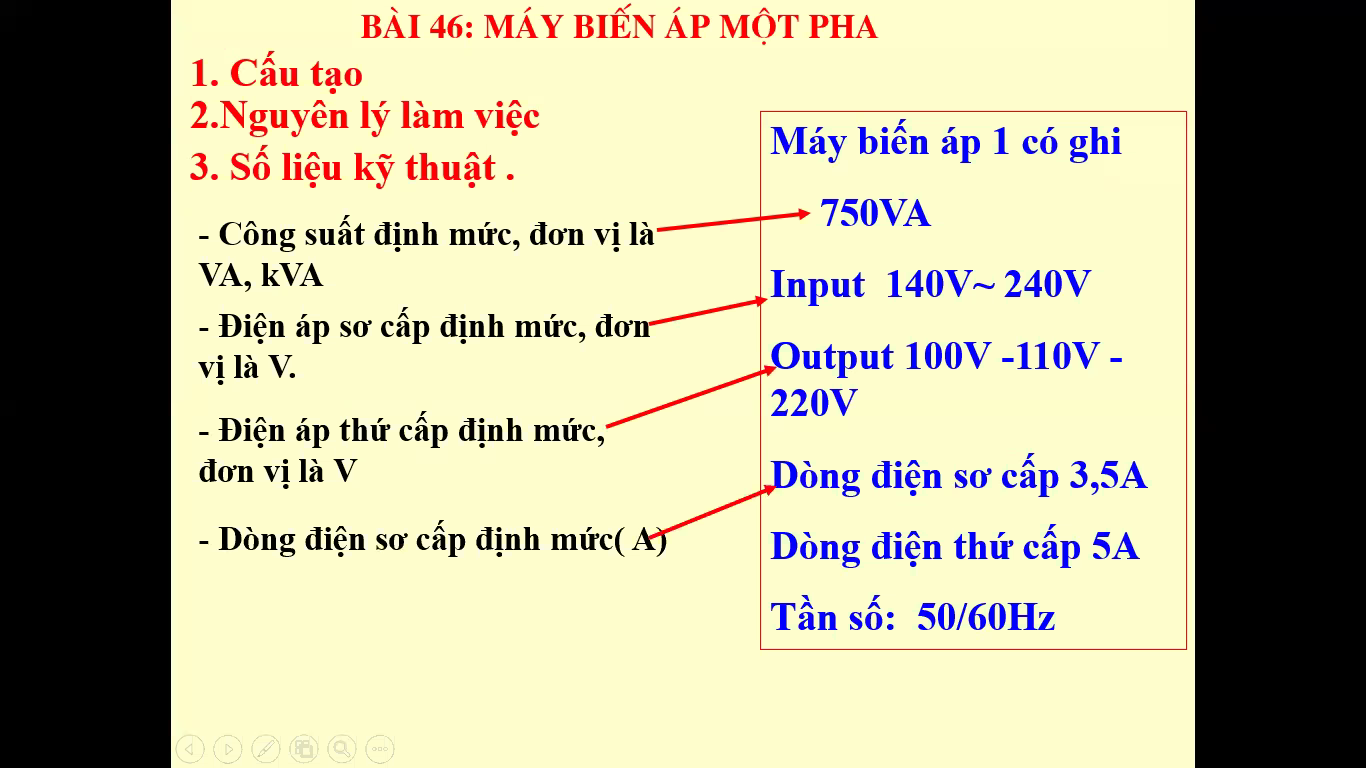 BÀI 46: MÁY BIẾN ÁP MỘT PHA
1. Cấu tạo
2.Nguyên lý làm việc
3. Số liệu kỹ thuật .
- Công suất định mức, đơn vị là
VA, kVA
- Điện áp sơ cấp định mức, đơn
vị là V.
- Điện áp thứ cấp định mức,
đơn vị là V
- Dòng điện sơ cấp định mức( A)
Máy biến áp 1 có ghi
750VA
Input 140V~ 240V
Output 100V -110V -
220V
Dòng điện sơ cấp 3,5A
Dòng điện thứ cấp 5A
Tần số: 50/60Hz